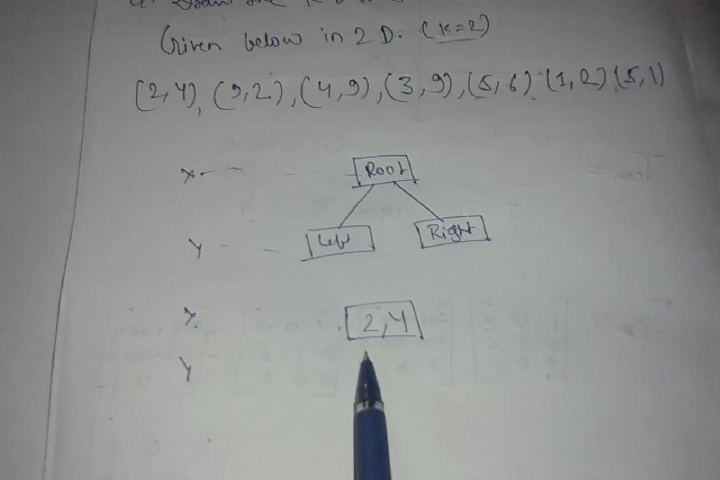 Given below in 2 D. (k=2)
(2,4), (9,2), (4,9), (3,9), (5,6), (1,2), (5,1)
X Root
Y Left Right
X 2,4
Y